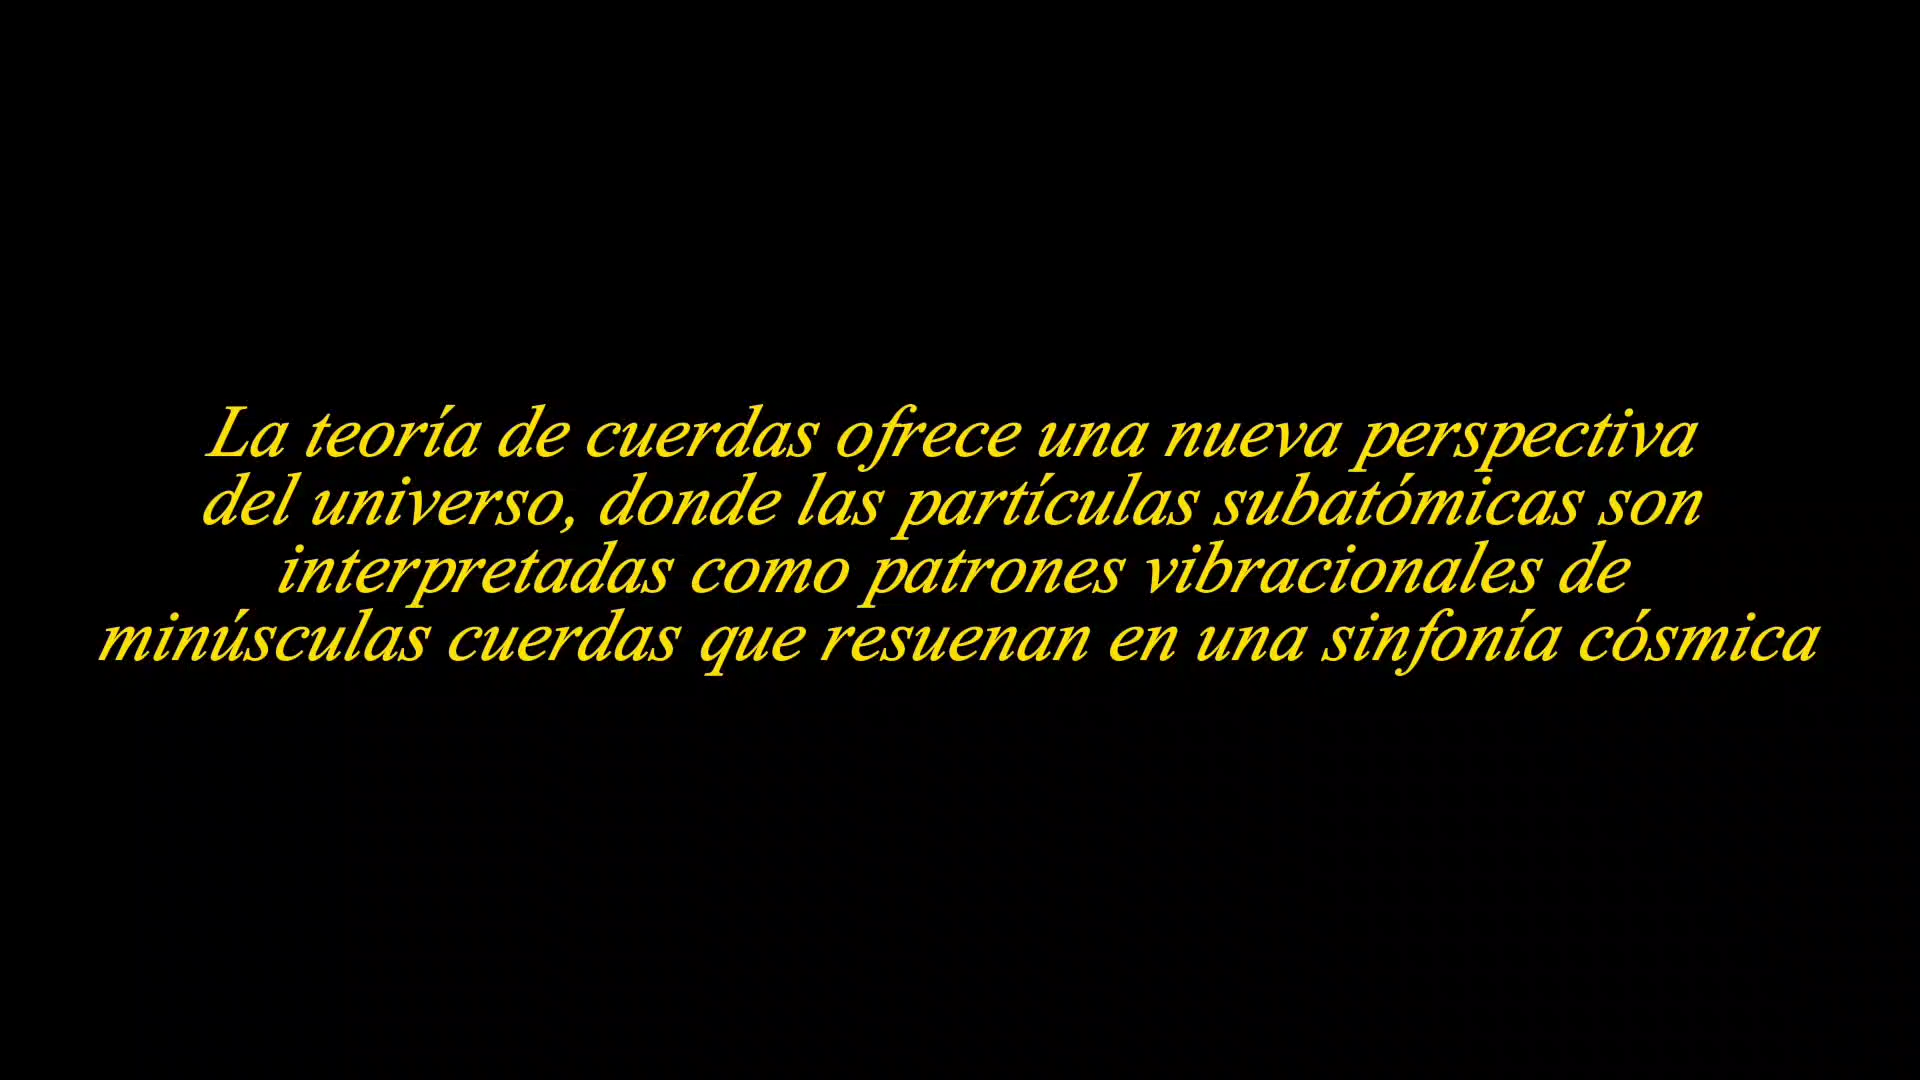 La teoría de cuerdas ofrece una nueva perspectiva
del universo, donde las partículas subatómicas son
interpretadas como patrones vibracionales de
minúsculas cuerdas que resuenan en una sinfonía cósmica